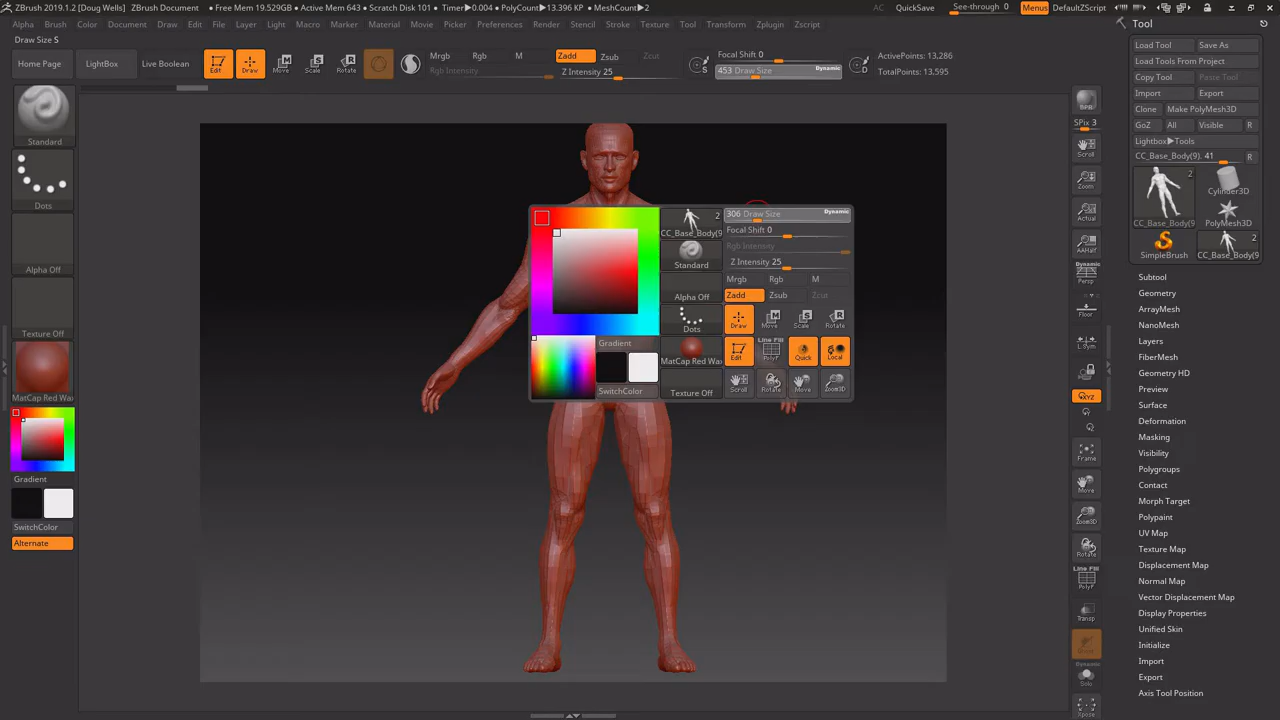 ZBrush 2019.1.2 [Doug Wells] ZBrush Document • Free Mem 19.529GB • Active Mem 643 • Scratch Disk 101 • Timer▶0.004 • PolyCount▶13.396 KP • MeshCount▶2
AC QuickSave See-through 0 Menus DefaultZScript
Alpha Brush Color Document Draw Edit File Layer Light Macro Marker Material Movie Picker Preferences Render Stencil Stroke Texture Tool Transform Zplugin Zscript
Draw Size S
Home Page LightBox Live Boolean Edit Draw Move Scale Rotate
Mrgb Rgb M Zadd Zsub Zcut
Rgb Intensity Z Intensity 25
Focal Shift 0
S 453 Draw Size Dynamic D
ActivePoints: 13,286
TotalPoints: 13,595
Standard
Dots
Alpha Off
Texture Off
MatCap Red Wa
Gradient
SwitchColor
Alternate
Gradient
SwitchColor
2
CC_Base_Body(9
Standard
Alpha Off
Dots
MatCap Red Wa
Texture Off
306 Draw Size Dynamic
Focal Shift 0
Rgb Intensity
Z Intensity 25
Mrgb Rgb M
Zadd Zsub Zcut
Draw Move Scale Rotate
Line Fill
Edit PolyF Quick Local
Scroll Rotate Move Zoom3D
BPR
SPix 3
Scroll
Zoom
Actual
AAHalf
Dynamic
Persp
Floor
L.Sym
XYZ
Frame
Move
Zoom3D
Rotate
Line Fill
PolyF
Transp
Dynamic
Solo
Xpose
Tool
Load Tool Save As
Load Tools From Project
Copy Tool Paste Tool
Import Export
Clone Make PolyMesh3D
GoZ All Visible R
Lightbox▶Tools
CC_Base_Body(9). 41 R
2
CC_Base_Body(9
Cylinder3D
PolyMesh3D
SimpleBrush
2
CC_Base_Body(9
Subtool
Geometry
ArrayMesh
NanoMesh
Layers
FiberMesh
Geometry HD
Preview
Surface
Deformation
Masking
Visibility
Polygroups
Contact
Morph Target
Polypaint
UV Map
Texture Map
Displacement Map
Normal Map
Vector Displacement Map
Display Properties
Unified Skin
Initialize
Import
Export
Axis Tool Position